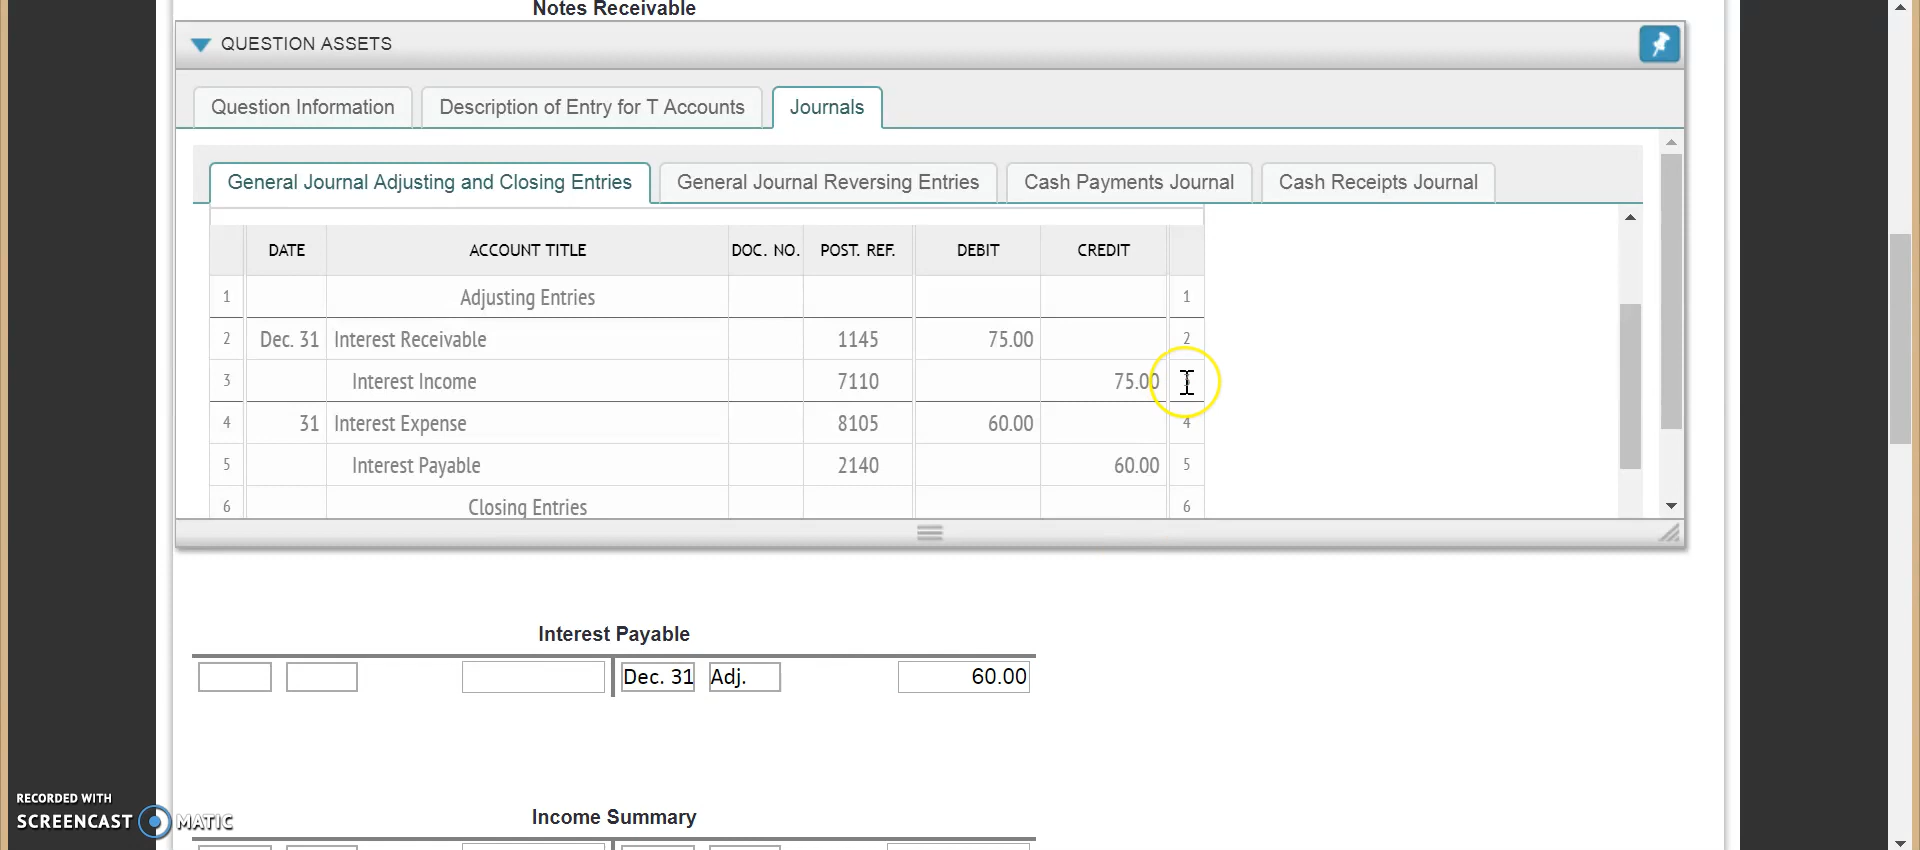 Notes Receivable
QUESTION ASSETS
Question Information Description of Entry for T Accounts Journals
General Journal Adjusting and Closing Entries General Journal Reversing Entries Cash Payments Journal Cash Receipts Journal
DATE ACCOUNT TITLE DOC. NO. POST. REF. DEBIT CREDIT
1 Adjusting Entries 1
2 Dec. 31 Interest Receivable 1145 75.00 2
3 Interest Income 7110 75.00
4 31 Interest Expense 8105 60.00 4
5 Interest Payable 2140 60.00 5
6 Closing Entries 6
Interest Payable
Dec. 31 Adj. 60.00
Income Summary
RECORDED WITH
SCREENCAST MATIC